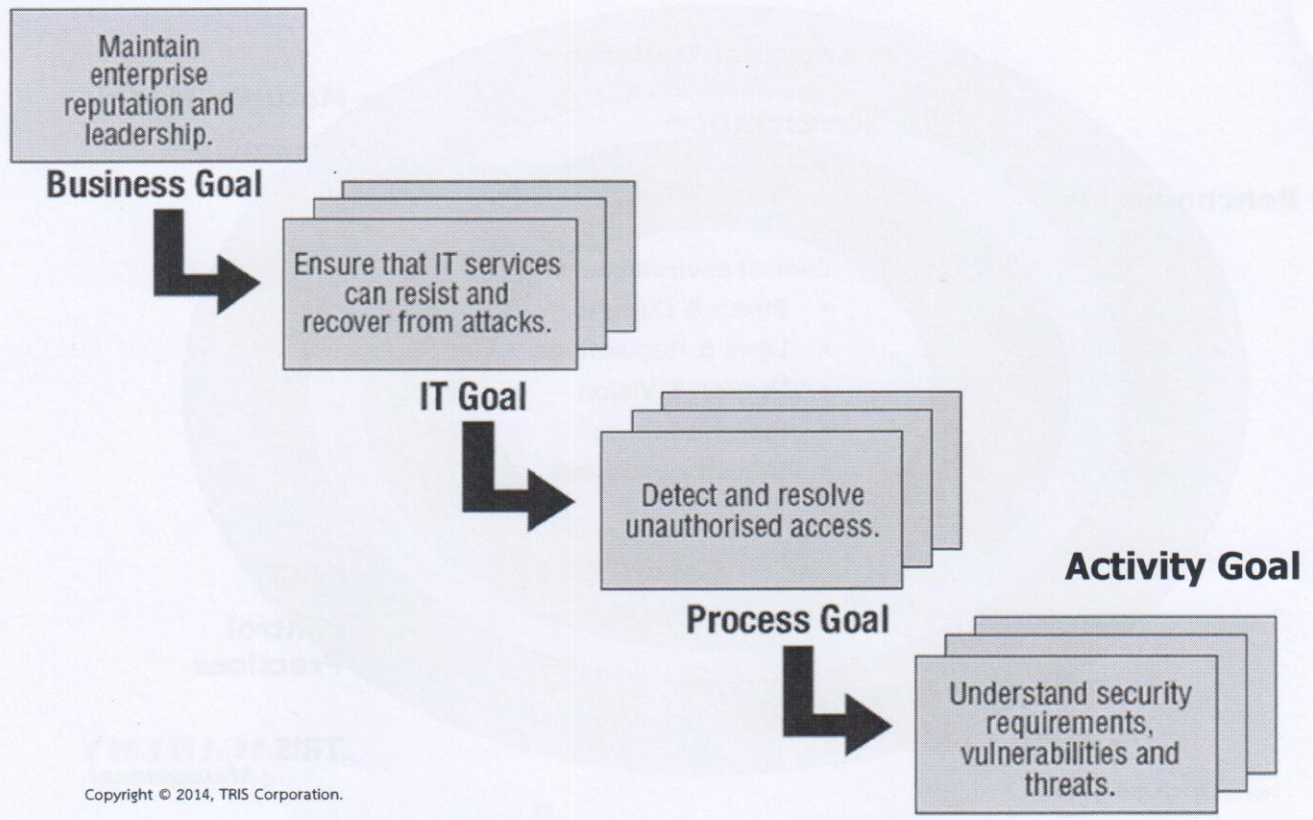 Maintain
enterprise
reputation and
leadership.
Business Goal
Ensure that IT services
can resist and
recover from attacks.
IT Goal
Detect and resolve
unauthorised access.
Process Goal
Activity Goal
Understand security
requirements,
vulnerabilities and
threats.
Copyright © 2014, TRIS Corporation.